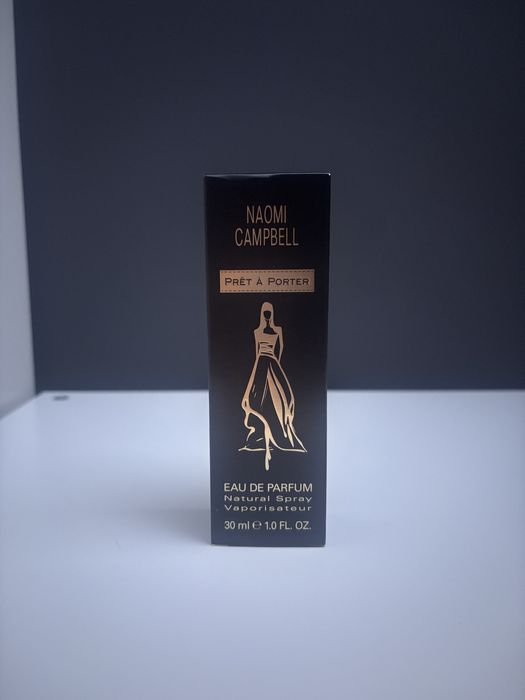 NAOMI
CAMPBELL
PRÊT À PORTER
EAU DE PARFUM
Natural Spray
Vaporisateur
30 ml ℮ 1.0 FL. OZ.